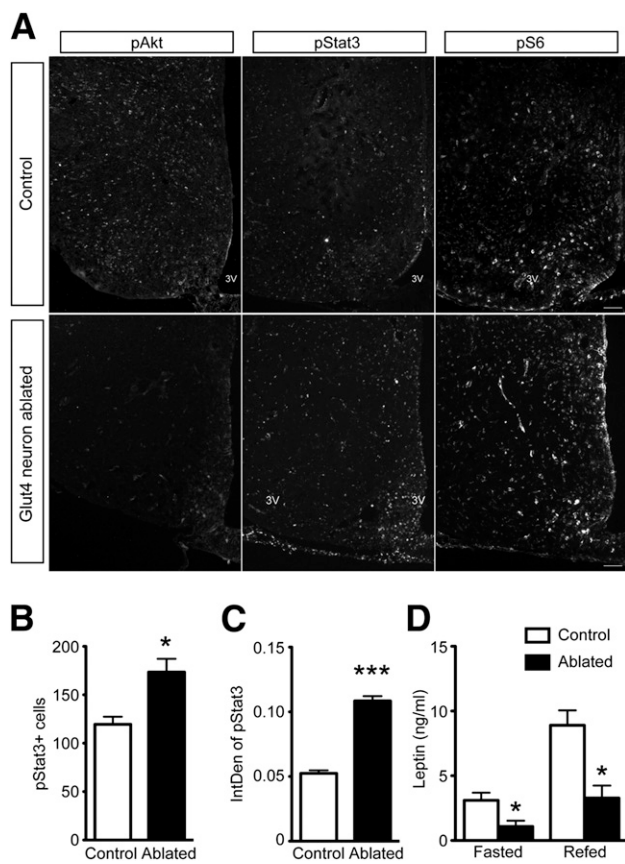 A
pAkt pStat3 pS6
Control
3V 3V 3V
Glut4 neuron ablated
3V 3V
B
pStat3+ cells
200
150
100
50
0
*
Control Ablated
C
IntDen of pStat3
0.15
0.10
0.05
0
***
Control Ablated
D
Control
Ablated
Leptin (ng/ml)
15
10
5
0
*
*
Fasted Refed